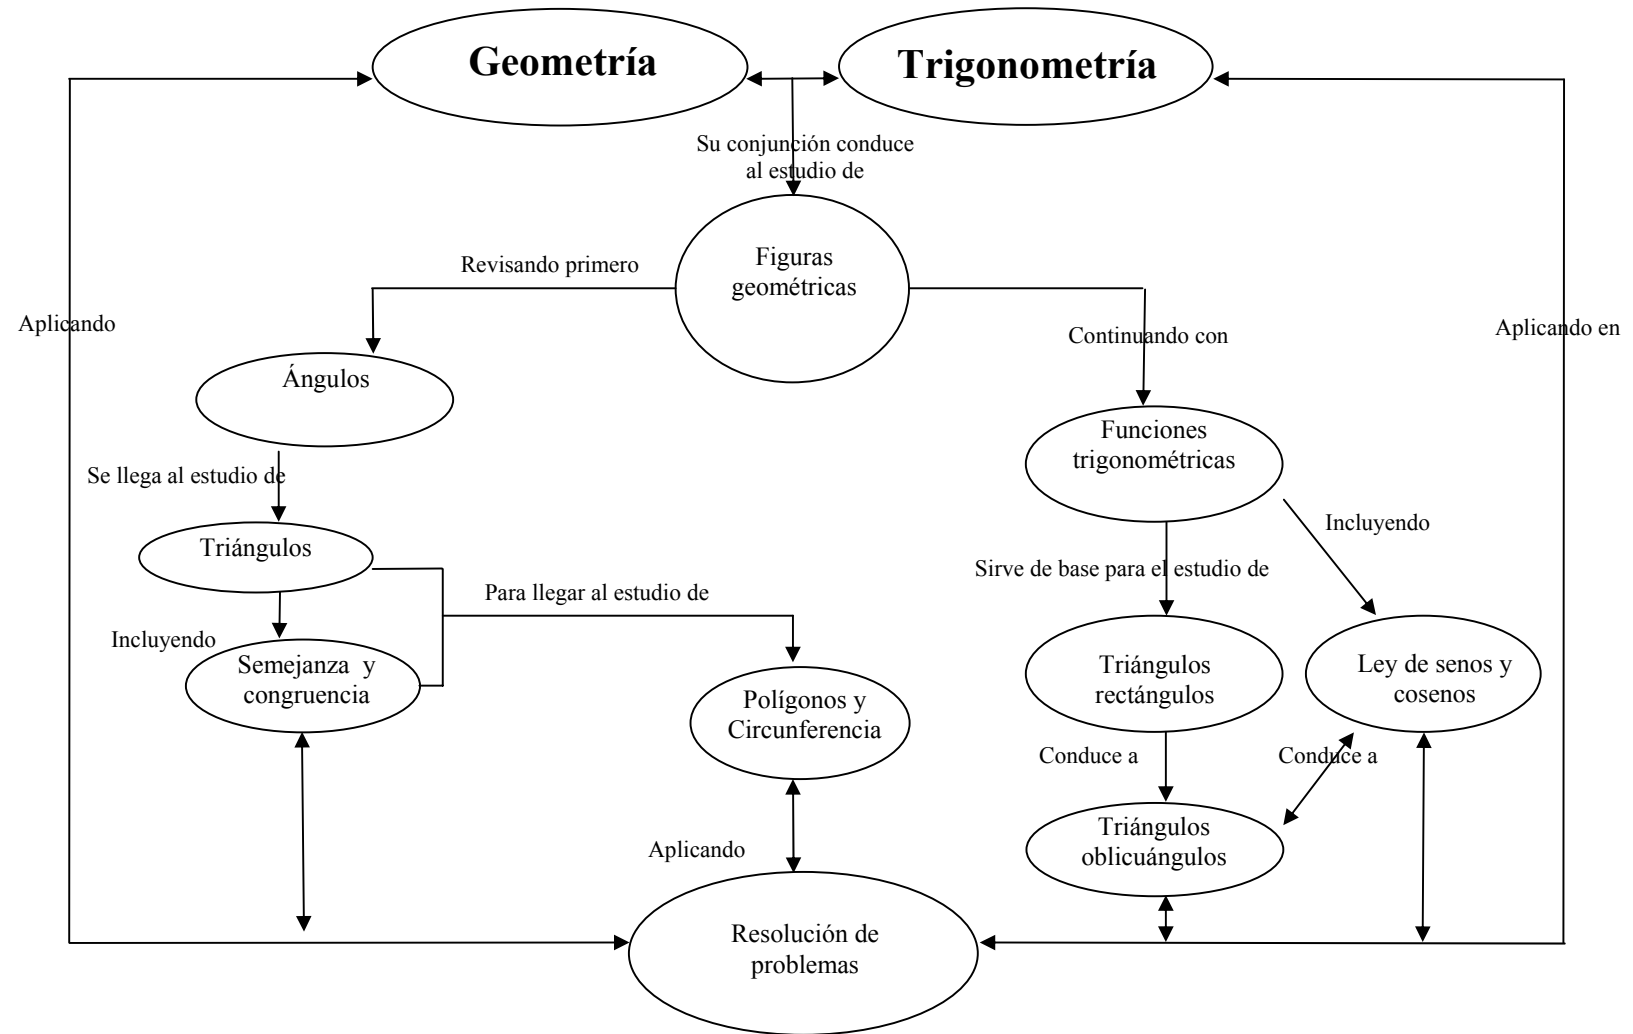 Geometría
Trigonometría
Su conjunción conduce
al estudio de
Figuras
geométricas
Revisando primero
Aplicando
Continuando con
Aplicando en
Ángulos
Funciones
trigonométricas
Se llega al estudio de
Incluyendo
Triángulos
Sirve de base para el estudio de
Para llegar al estudio de
Incluyendo
Semejanza y
congruencia
Triángulos
rectángulos
Ley de senos y
cosenos
Polígonos y
Circunferencia
Conduce a
Conduce a
Triángulos
oblicuángulos
Aplicando
Resolución de
problemas